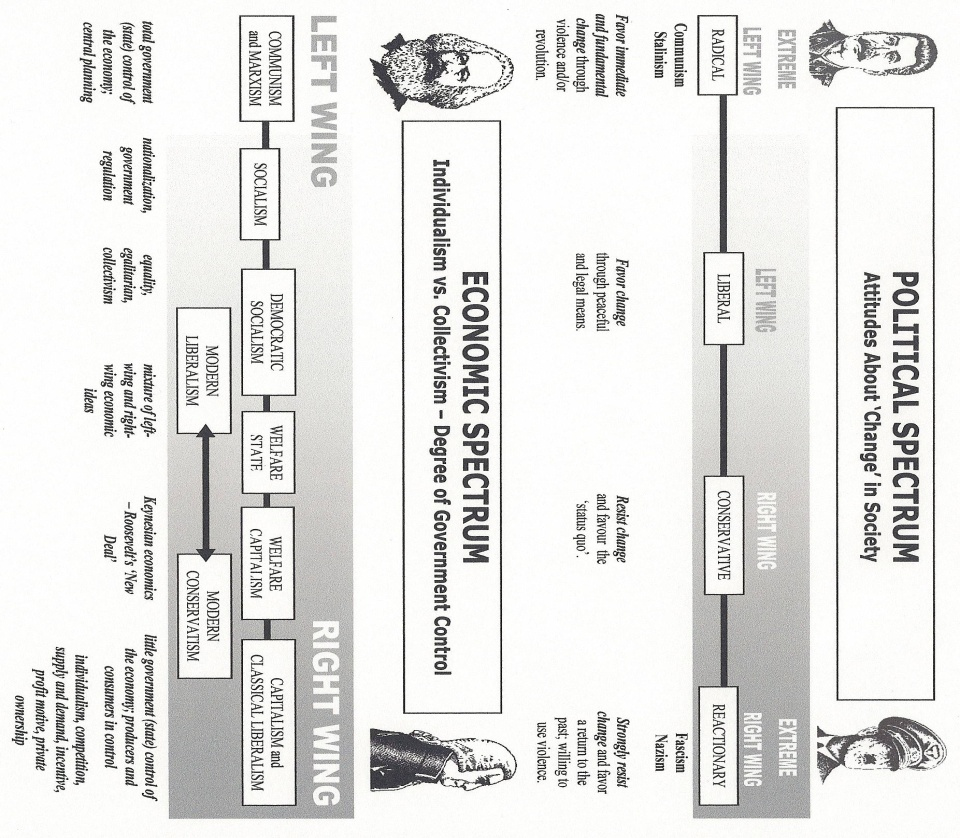 POLITICAL SPECTRUM
Attitudes About ‘Change’ in Society
EXTREME
LEFT WING
LEFT WING
RIGHT WING
EXTREME
RIGHT WING
RADICAL
LIBERAL
CONSERVATIVE
REACTIONARY
Communism
Stalinism
Fascism
Nazism
Favor immediate
and fundamental
change through
violence and/or
revolution.
Favor change
through peaceful
and legal means.
Resist change
and favour the
‘status quo’.
Strongly resist
change and favor
a return to the
past; willing to
use violence.
ECONOMIC SPECTRUM
Individualism vs. Collectivism – Degree of Government Control
LEFT WING
RIGHT WING
COMMUNISM
and MARXISM
SOCIALISM
DEMOCRATIC
SOCIALISM
WELFARE
STATE
WELFARE
CAPITALISM
CAPITALISM and
CLASSICAL LIBERALISM
MODERN
LIBERALISM
MODERN
CONSERVATISM
total government
(state) control of
the economy;
central planning
nationalization,
government
regulation
equality,
egalitarian,
collectivism
mixture of left-
wing and right-
wing economic
ideas
Keynesian economics
– Roosevelt’s ‘New
Deal’
little government (state) control of
the economy; producers and
consumers in control
individualism, competition,
supply and demand, incentive,
profit motive, private
ownership